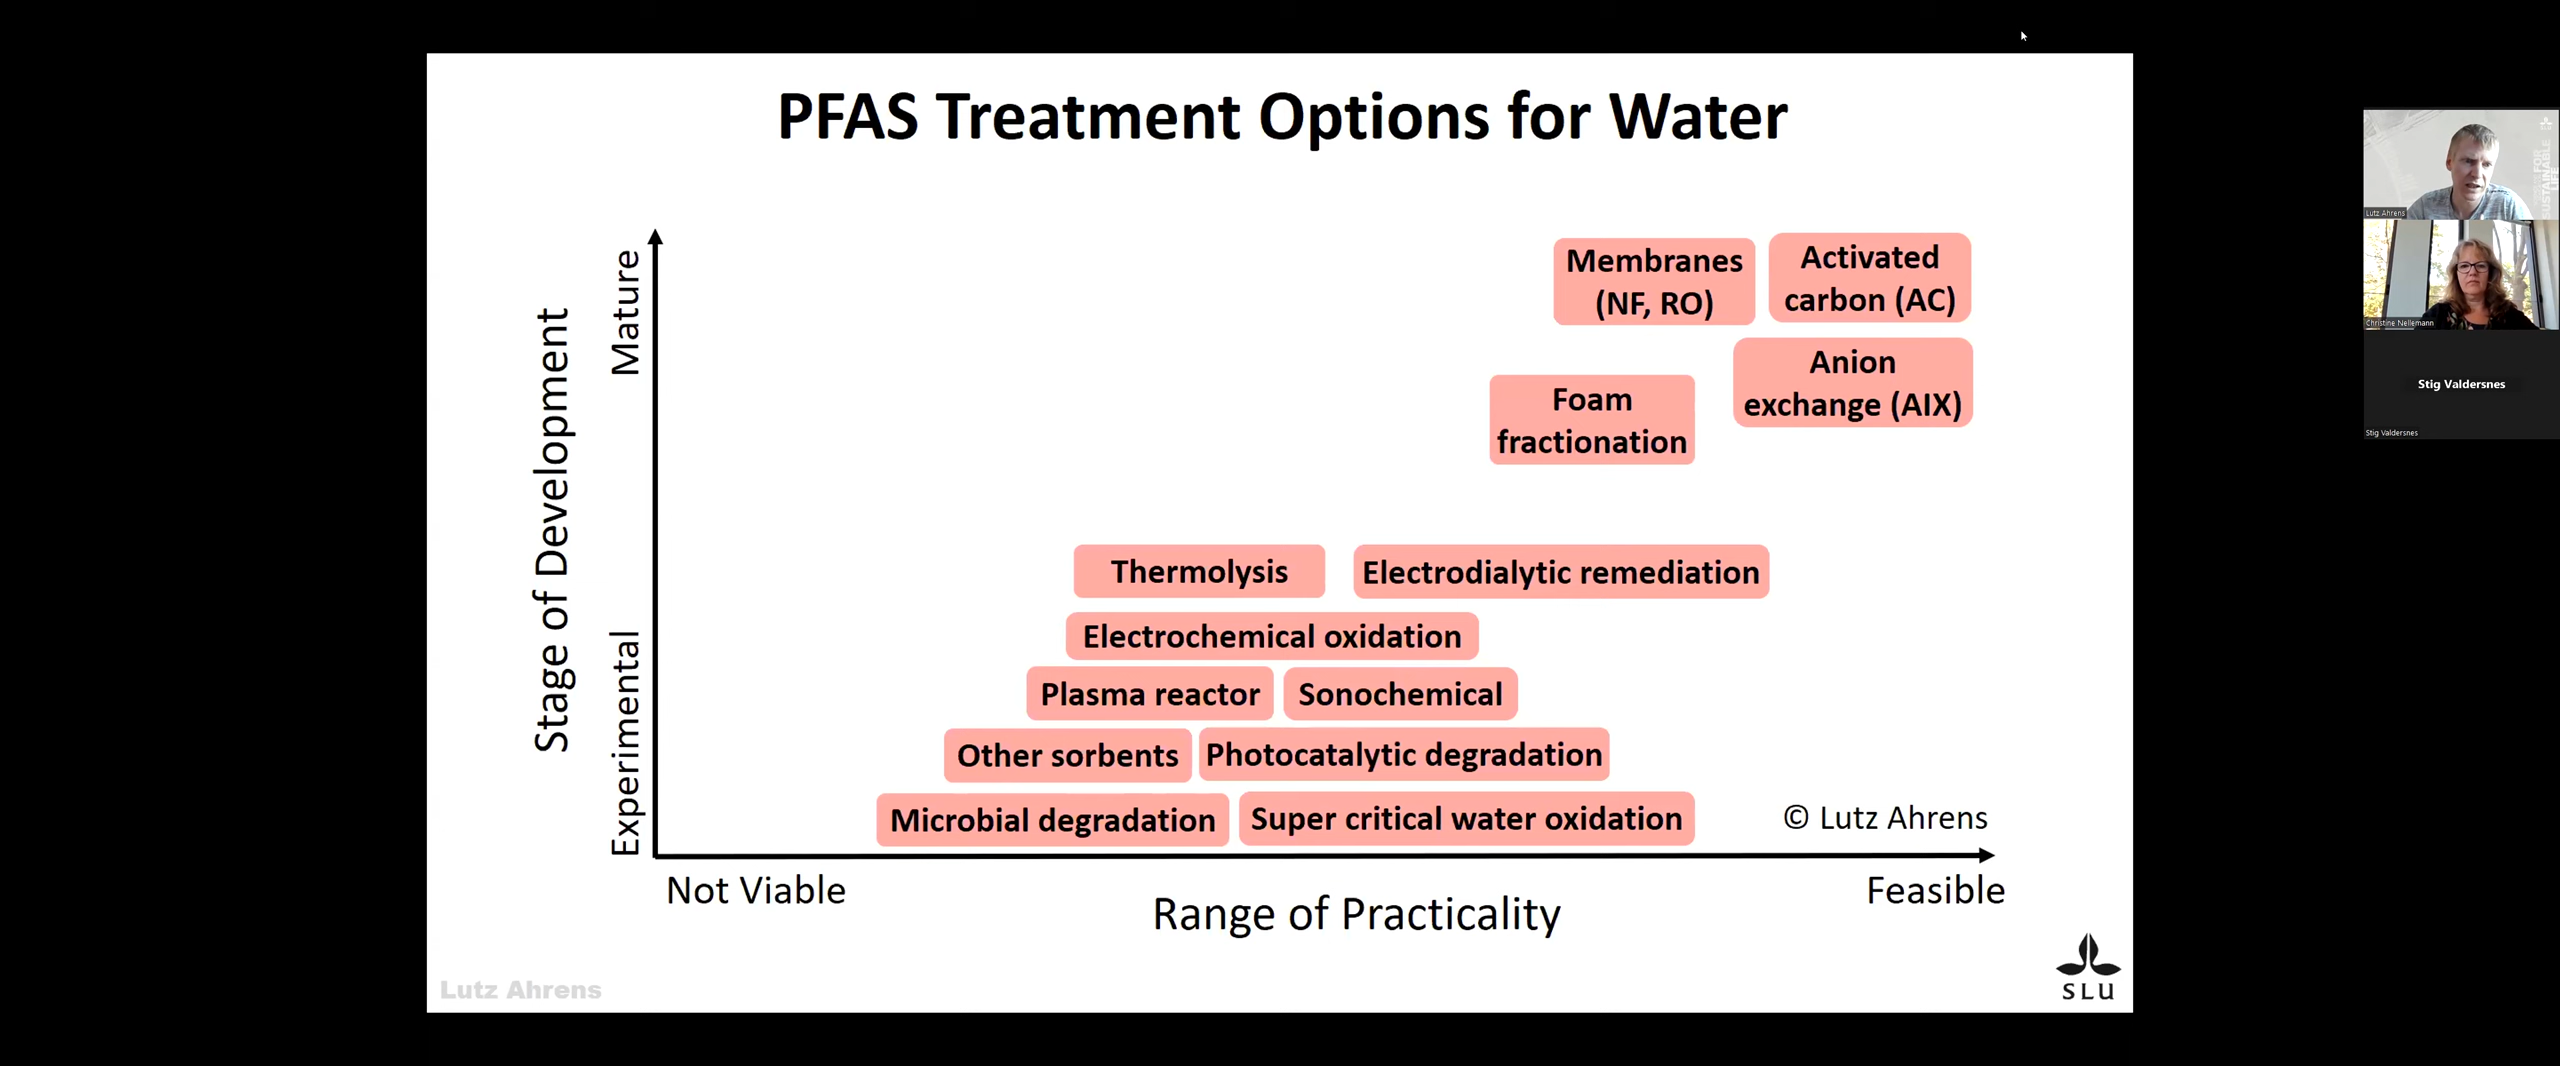 PFAS Treatment Options for Water
Stage of Development
Mature
Experimental
Membranes
(NF, RO)
Activated
carbon (AC)
Anion
exchange (AIX)
Foam
fractionation
Thermolysis
Electrodialytic remediation
Electrochemical oxidation
Plasma reactor
Sonochemical
Other sorbents
Photocatalytic degradation
Microbial degradation
Super critical water oxidation
© Lutz Ahrens
Not Viable
Feasible
Range of Practicality
Lutz Ahrens
SLU
SUSTAINABLE
LIFE
Lutz Ahrens
Christine Nellemann
Stig Valdersnes
Stig Valdersnes